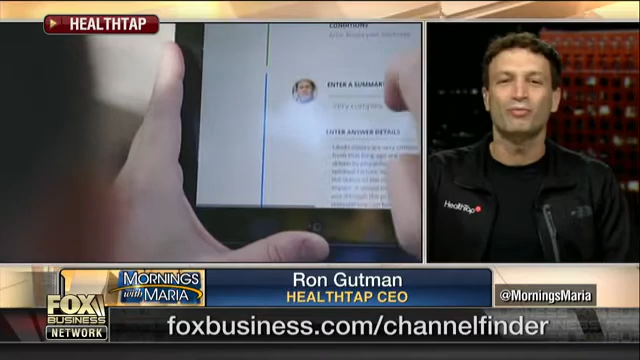 HEALTHTAP
CONDITIONS
ENTER A SUMMARY
ENTER ANSWER DETAILS
HealthTap
MORNINGS
with MARIA
Ron Gutman
HEALTHTAP CEO
@MorningsMaria
FOX
BUSINESS
NETWORK
foxbusiness.com/channelfinder